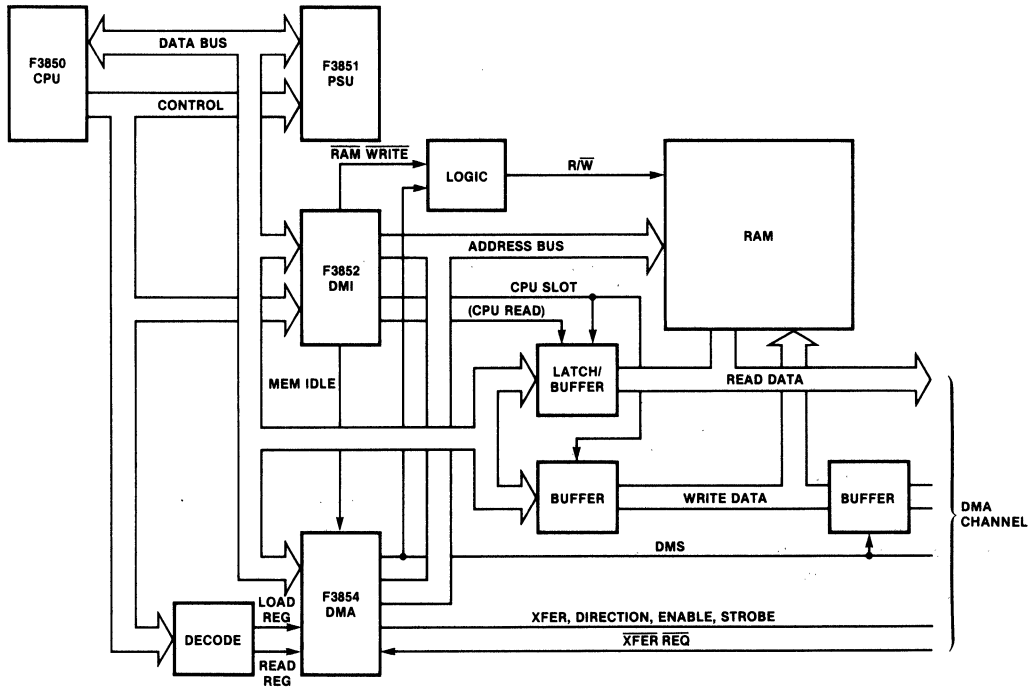 F3850
CPU
DATA BUS
F3851
PSU
CONTROL
RAM WRITE
LOGIC
R/W
RAM
F3852
DMI
ADDRESS BUS
CPU SLOT
(CPU READ)
MEM IDLE
LATCH/
BUFFER
READ DATA
BUFFER
WRITE DATA
BUFFER
DMA
CHANNEL
DMS
F3854
DMA
LOAD
REG
DECODE
READ
REG
XFER, DIRECTION, ENABLE, STROBE
XFER REQ